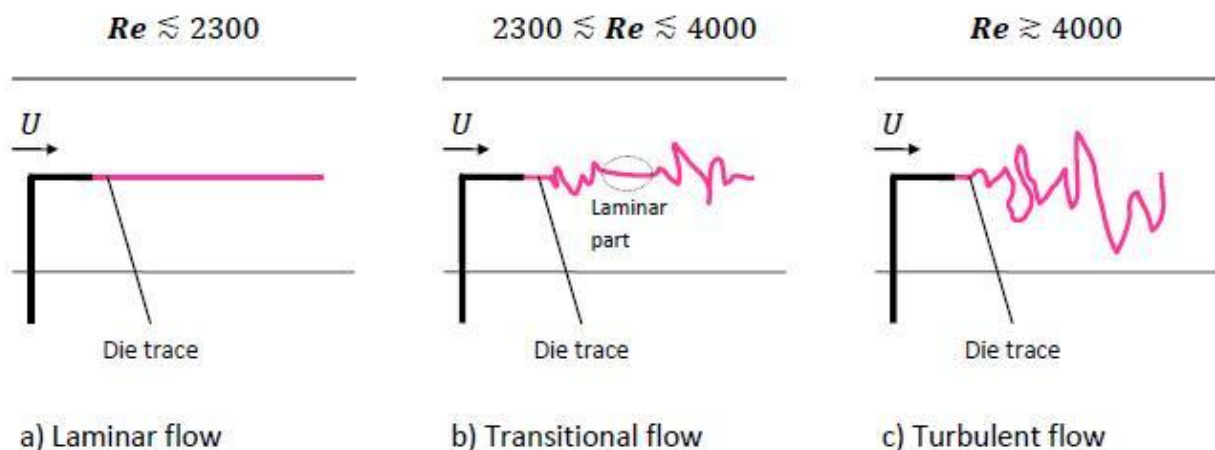 Re ≲ 2300
2300 ≲ Re ≲ 4000
Re ≳ 4000
U
U
U
Laminar
part
Die trace
Die trace
Die trace
a) Laminar flow
b) Transitional flow
c) Turbulent flow